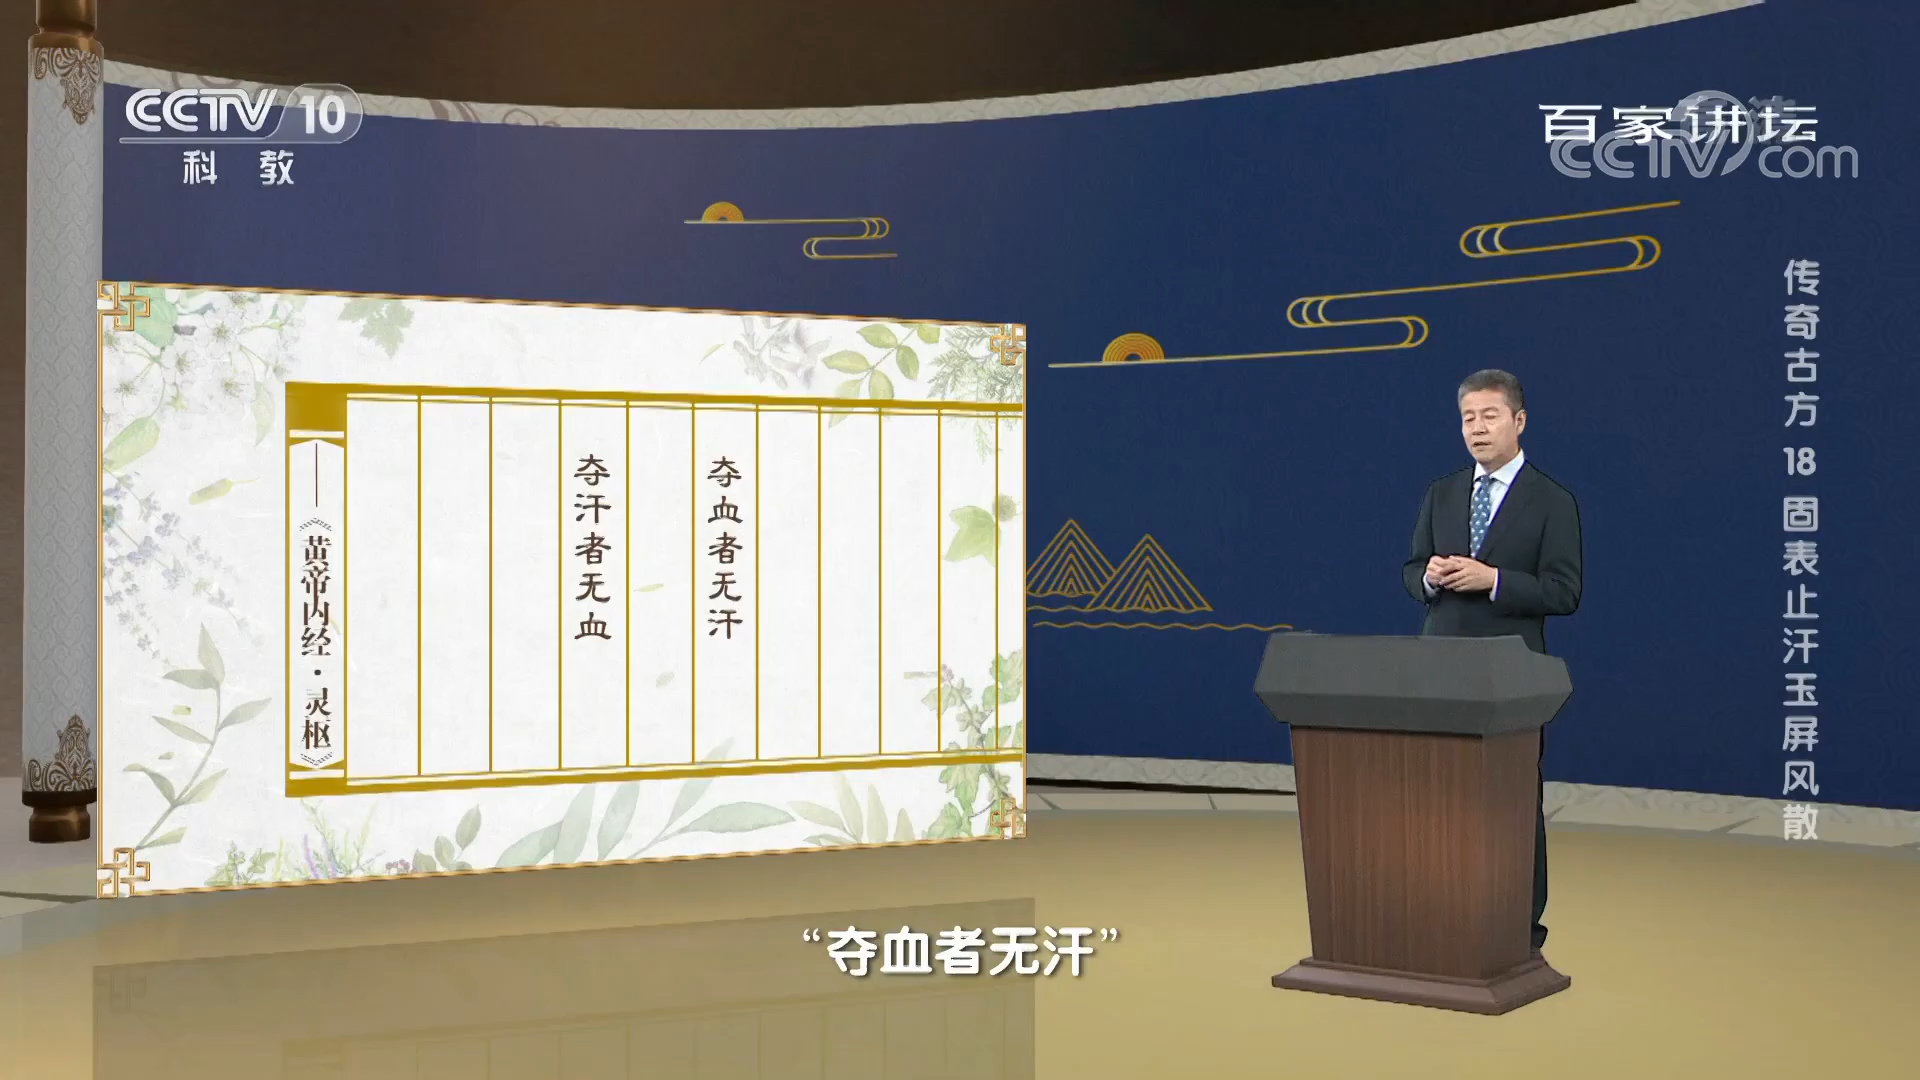 CCTV 10
科 教
百家讲坛
CCTV com
传奇古方 18 固表止汗玉屏风散
夺血者无汗
夺汗者无血
——《黄帝内经·灵枢》
“夺血者无汗”